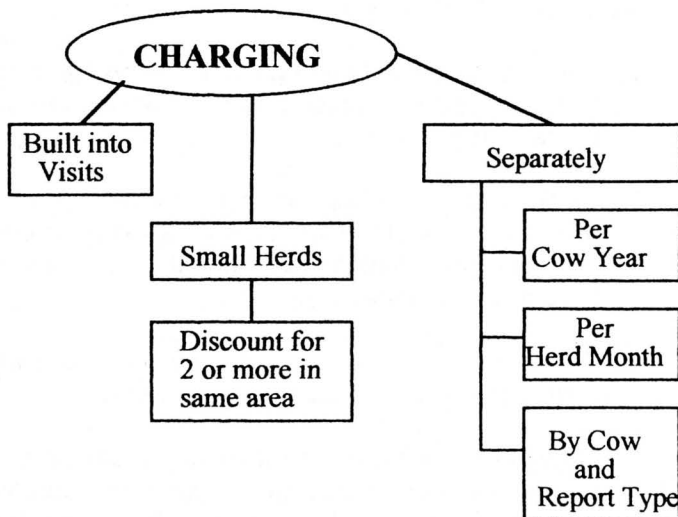 CHARGING
Built into
Visits
Small Herds
Discount for
2 or more in
same area
Separately
Per
Cow Year
Per
Herd Month
By Cow
and
Report Type